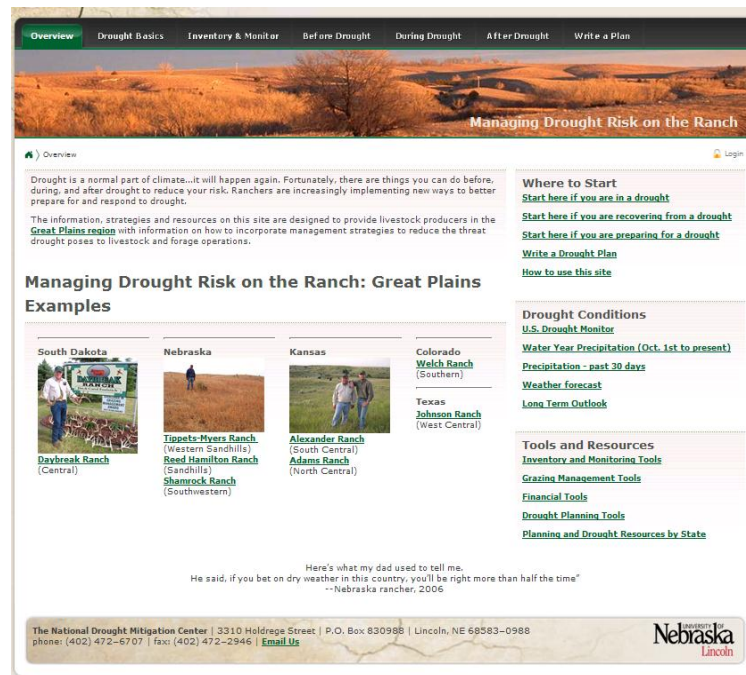 Overview Drought Basics Inventory & Monitor Before Drought During Drought After Drought Write a Plan
Managing Drought Risk on the Ranch
Overview
Login
Drought is a normal part of climate...it will happen again. Fortunately, there are things you can do before,
during, and after drought to reduce your risk. Ranchers are increasingly implementing new ways to better
prepare for and respond to drought.
The information, strategies and resources on this site are designed to provide livestock producers in the
Great Plains region with information on how to incorporate management strategies to reduce the threat
drought poses to livestock and forage operations.
Managing Drought Risk on the Ranch: Great Plains
Examples
South Dakota
DAYBREAK
RANCH
Daybreak Ranch
(Central)
Nebraska
Tippets-Myers Ranch
(Western Sandhills)
Reed Hamilton Ranch
(Sandhills)
Shamrock Ranch
(Southwestern)
Kansas
Alexander Ranch
(South Central)
Adams Ranch
(North Central)
Colorado
Welch Ranch
(Southern)
Texas
Johnson Ranch
(West Central)
Where to Start
Start here if you are in a drought
Start here if you are recovering from a drought
Start here if you are preparing for a drought
Write a Drought Plan
How to use this site
Drought Conditions
U.S. Drought Monitor
Water Year Precipitation (Oct. 1st to present)
Precipitation - past 30 days
Weather forecast
Long Term Outlook
Tools and Resources
Inventory and Monitoring Tools
Grazing Management Tools
Financial Tools
Drought Planning Tools
Planning and Drought Resources by State
Here's what my dad used to tell me.
He said, if you bet on dry weather in this country, you'll be right more than half the time"
--Nebraska rancher, 2006
The National Drought Mitigation Center | 3310 Holdrege Street | P.O. Box 830988 | Lincoln, NE 68583–0988
phone: (402) 472–6707 | fax: (402) 472–2946 | Email Us
UNIVERSITY OF
Nebraska
Lincoln